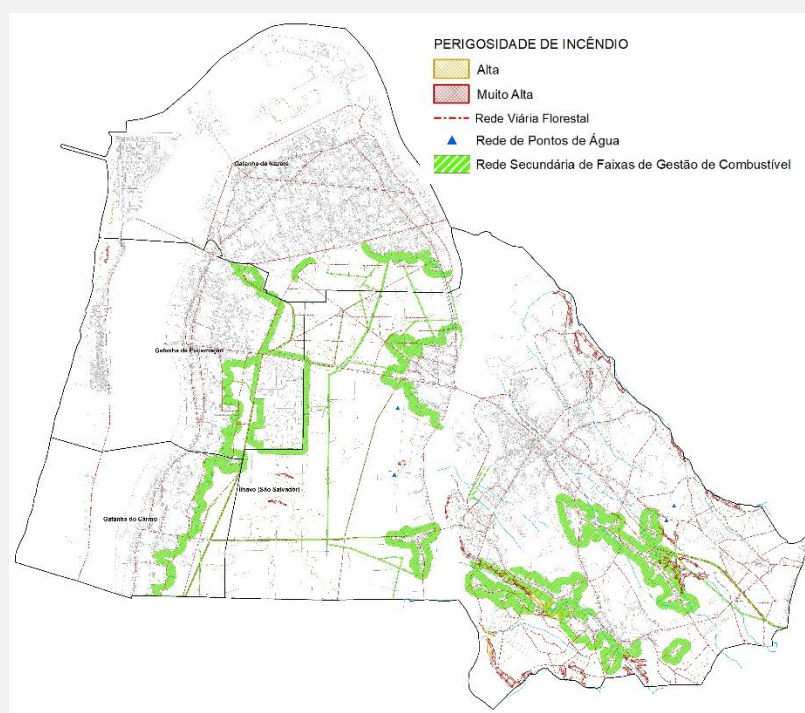 PERIGOSIDADE DE INCÊNDIO
Alta
Muito Alta
Rede Viária Florestal
Rede de Pontos de Água
Rede Secundária de Faixas de Gestão de Combustível
Gafanha da Nazaré
Gafanha da Encarnação
Ílhavo (São Salvador)
Gafanha do Carmo